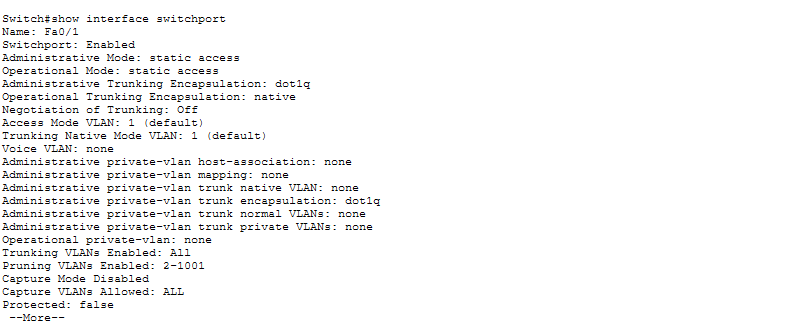 Switch#show interface switchport
Name: Fa0/1
Switchport: Enabled
Administrative Mode: static access
Operational Mode: static access
Administrative Trunking Encapsulation: dot1q
Operational Trunking Encapsulation: native
Negotiation of Trunking: Off
Access Mode VLAN: 1 (default)
Trunking Native Mode VLAN: 1 (default)
Voice VLAN: none
Administrative private-vlan host-association: none
Administrative private-vlan mapping: none
Administrative private-vlan trunk native VLAN: none
Administrative private-vlan trunk encapsulation: dot1q
Administrative private-vlan trunk normal VLANs: none
Administrative private-vlan trunk private VLANs: none
Operational private-vlan: none
Trunking VLANs Enabled: All
Pruning VLANs Enabled: 2-1001
Capture Mode Disabled
Capture VLANs Allowed: ALL
Protected: false
--More--